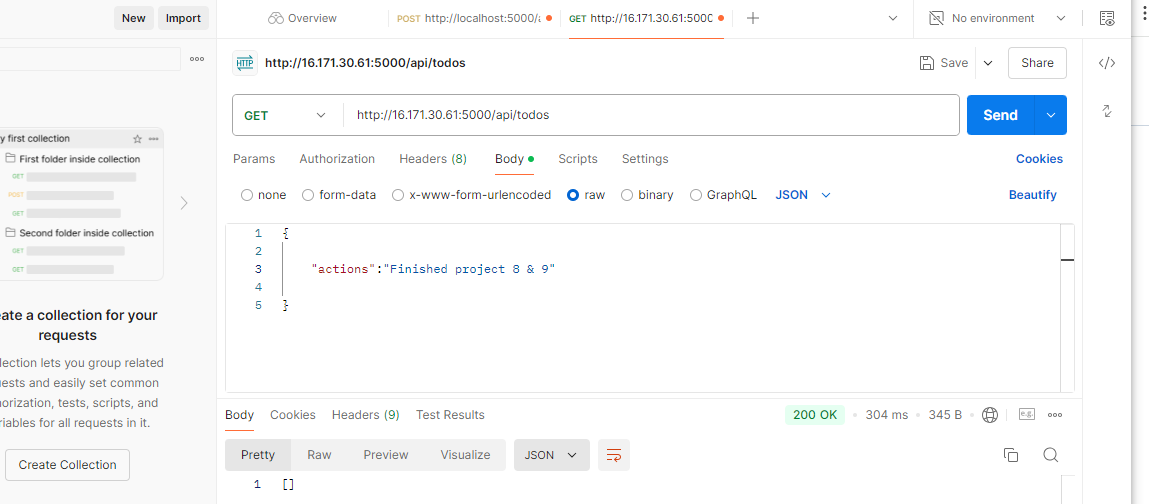 New Import
Overview
POST http://localhost:5000/a
GET http://16.171.30.61:5000
No environment
HTTP http://16.171.30.61:5000/api/todos
Save
Share
GET http://16.171.30.61:5000/api/todos
Send
Params Authorization Headers (8) Body Scripts Settings Cookies
none form-data x-www-form-urlencoded raw binary GraphQL JSON Beautify
1 {
2
3 "actions":"Finished project 8 & 9"
4
5 }
y first collection
First folder inside collection
GET
POST
GET
Second folder inside collection
GET
GET
ate a collection for your
requests
lection lets you group related
uests and easily set common
horization, tests, scripts, and
riables for all requests in it.
Create Collection
Body Cookies Headers (9) Test Results 200 OK 304 ms 345 B e.g.
Pretty Raw Preview Visualize JSON
1 []